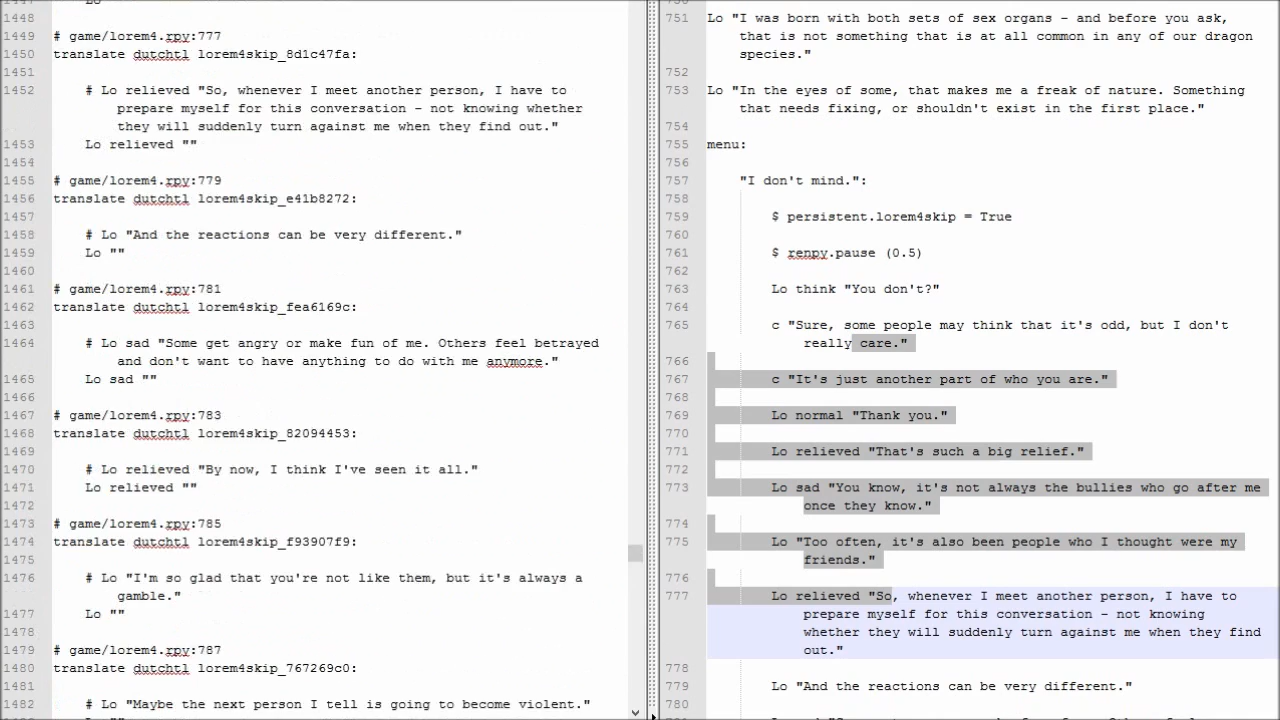 1448
1449 # game/lorem4.rpy:777
1450 translate dutchtl lorem4skip_8d1c47fa:
1451
1452 # Lo relieved "So, whenever I meet another person, I have to
prepare myself for this conversation - not knowing whether
they will suddenly turn against me when they find out."
1453 Lo relieved ""
1454
1455 # game/lorem4.rpy:779
1456 translate dutchtl lorem4skip_e41b8272:
1457
1458 # Lo "And the reactions can be very different."
1459 Lo ""
1460
1461 # game/lorem4.rpy:781
1462 translate dutchtl lorem4skip_fea6169c:
1463
1464 # Lo sad "Some get angry or make fun of me. Others feel betrayed
and don't want to have anything to do with me anymore."
1465 Lo sad ""
1466
1467 # game/lorem4.rpy:783
1468 translate dutchtl lorem4skip_82094453:
1469
1470 # Lo relieved "By now, I think I've seen it all."
1471 Lo relieved ""
1472
1473 # game/lorem4.rpy:785
1474 translate dutchtl lorem4skip_f93907f9:
1475
1476 # Lo "I'm so glad that you're not like them, but it's always a
gamble."
1477 Lo ""
1478
1479 # game/lorem4.rpy:787
1480 translate dutchtl lorem4skip_767269c0:
1481
1482 # Lo "Maybe the next person I tell is going to become violent."
751 Lo "I was born with both sets of sex organs - and before you ask,
that is not something that is at all common in any of our dragon
species."
752
753 Lo "In the eyes of some, that makes me a freak of nature. Something
that needs fixing, or shouldn't exist in the first place."
754
755 menu:
756
757 "I don't mind.":
758
759 $ persistent.lorem4skip = True
760
761 $ renpy.pause (0.5)
762
763 Lo think "You don't?"
764
765 c "Sure, some people may think that it's odd, but I don't
really care."
766
767 c "It's just another part of who you are."
768
769 Lo normal "Thank you."
770
771 Lo relieved "That's such a big relief."
772
773 Lo sad "You know, it's not always the bullies who go after me
once they know."
774
775 Lo "Too often, it's also been people who I thought were my
friends."
776
777 Lo relieved "So, whenever I meet another person, I have to
prepare myself for this conversation - not knowing
whether they will suddenly turn against me when they find
out."
778
779 Lo "And the reactions can be very different."
780